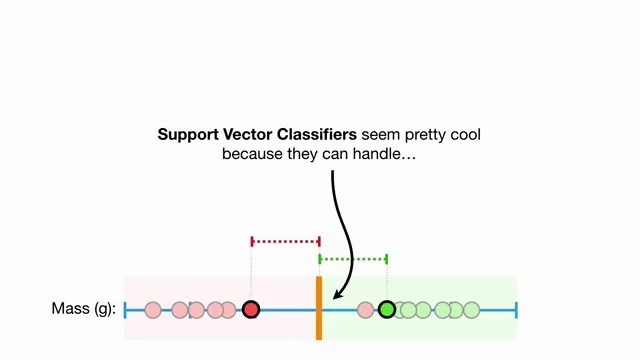 Support Vector Classifiers seem pretty cool
because they can handle…
Mass (g):